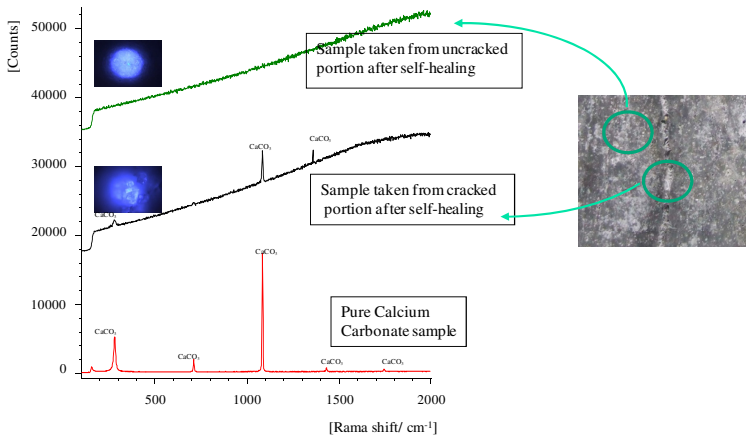 [Counts]
50000
40000
30000
20000
10000
0
Sample taken from uncracked
portion after self-healing
CaCO₃
CaCO₃
CaCO₃
Sample taken from cracked
portion after self-healing
CaCO₃
CaCO₃
CaCO₃
CaCO₃
CaCO₃
Pure Calcium
Carbonate sample
500
1000
1500
2000
[Rama shift/ cm⁻¹]